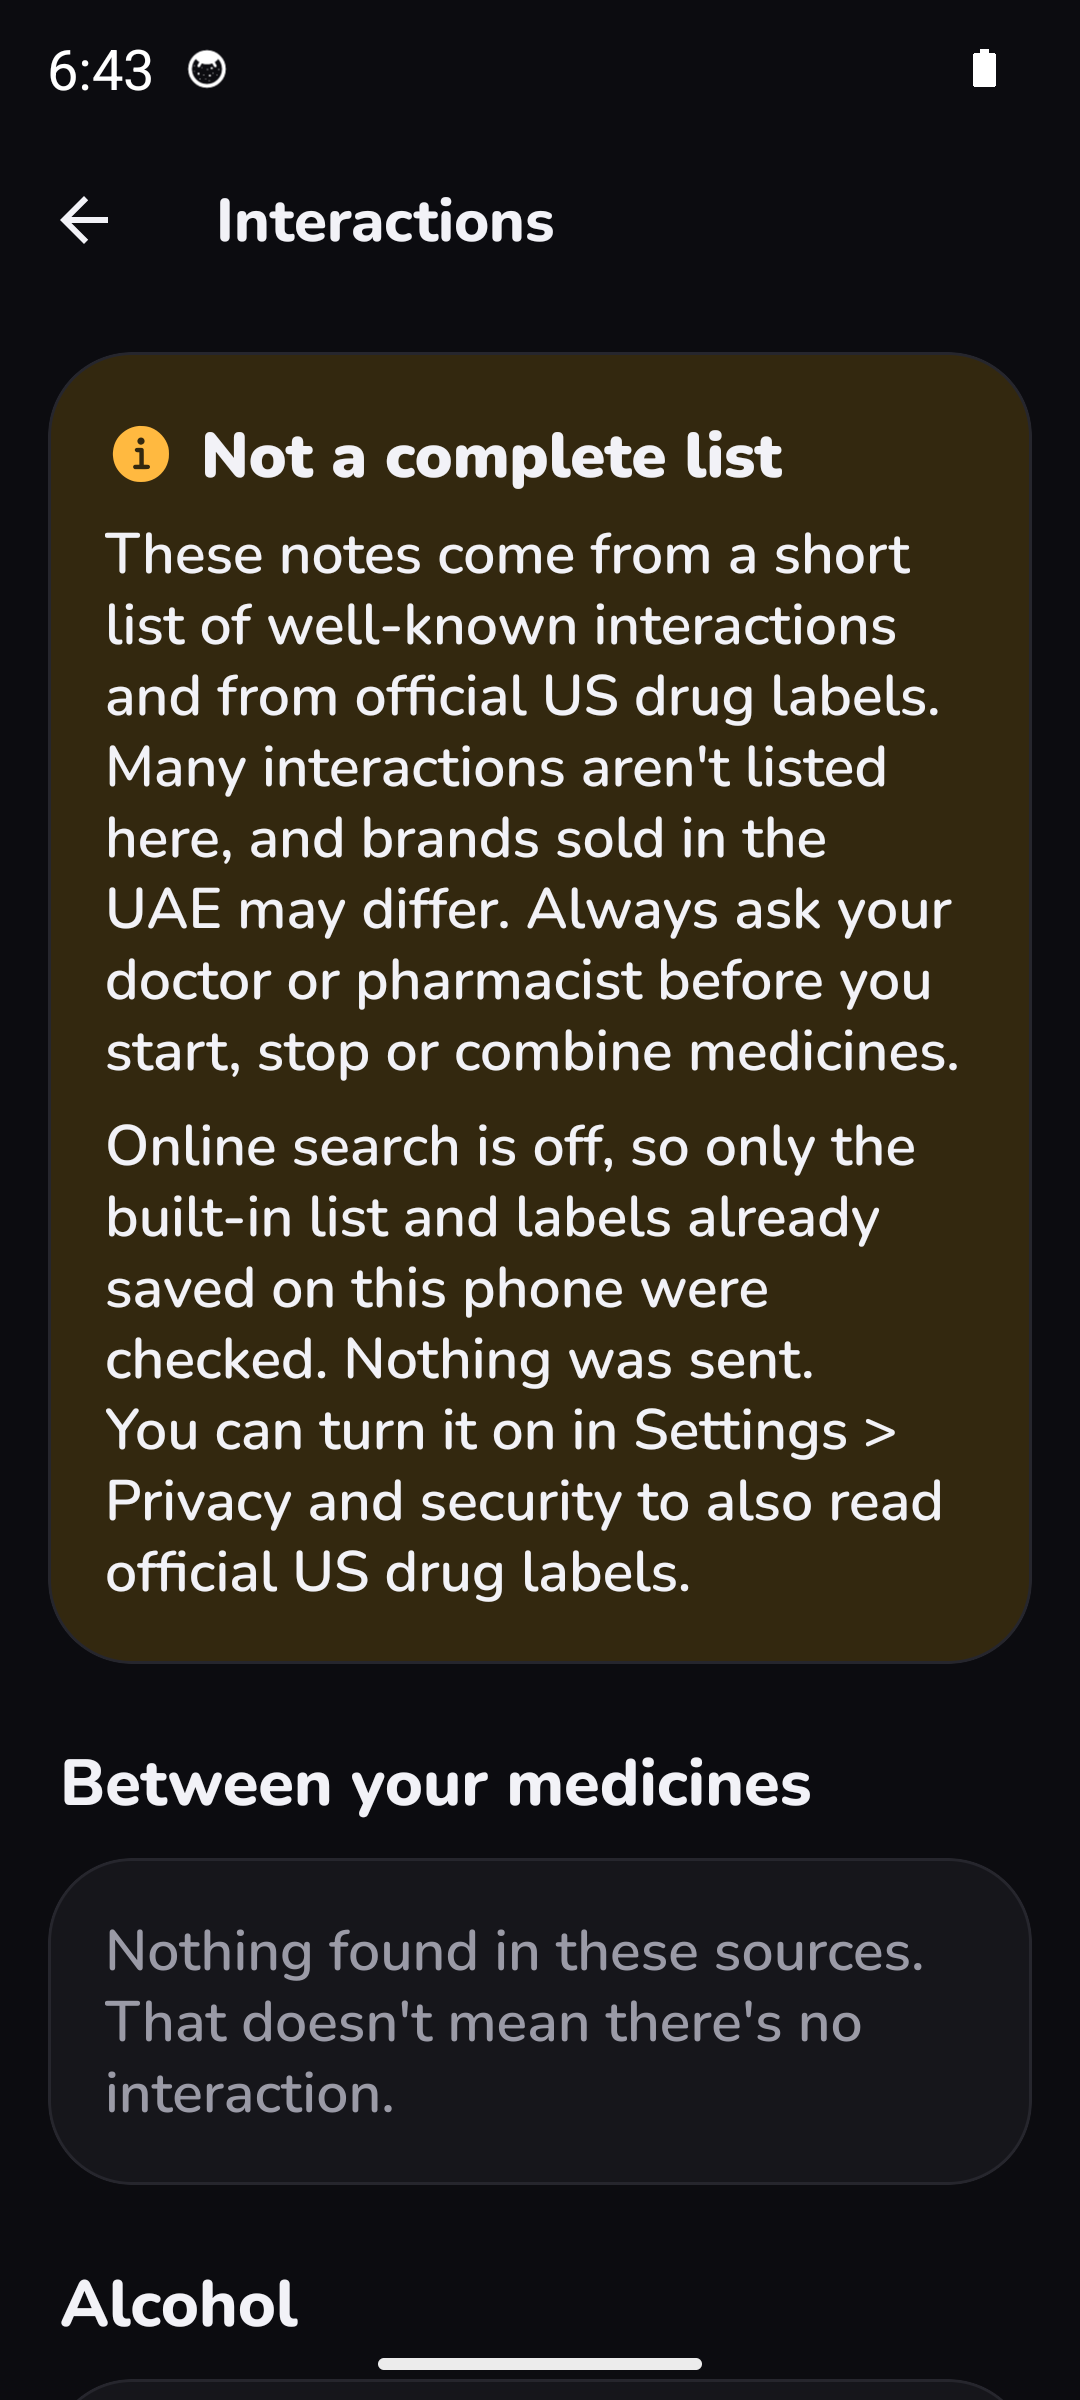 6:43
Interactions
Not a complete list
These notes come from a short
list of well-known interactions
and from official US drug labels.
Many interactions aren't listed
here, and brands sold in the
UAE may differ. Always ask your
doctor or pharmacist before you
start, stop or combine medicines.
Online search is off, so only the
built-in list and labels already
saved on this phone were
checked. Nothing was sent.
You can turn it on in Settings >
Privacy and security to also read
official US drug labels.
Between your medicines
Nothing found in these sources.
That doesn't mean there's no
interaction.
Alcohol